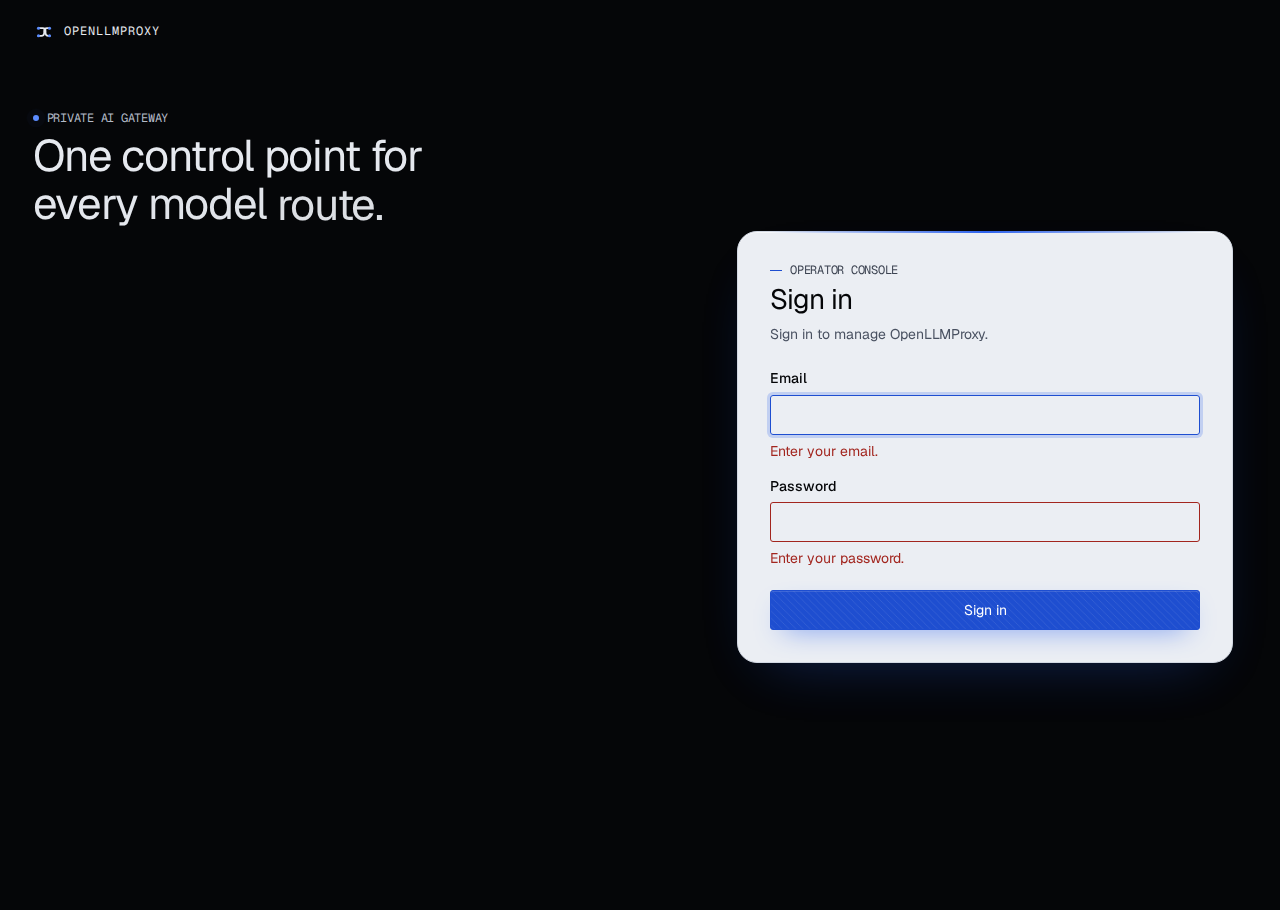 OPENLLMPROXY
PRIVATE AI GATEWAY
One control point for
every model route.
OPERATOR CONSOLE
Sign in
Sign in to manage OpenLLMProxy.
Email
Enter your email.
Password
Enter your password.
Sign in